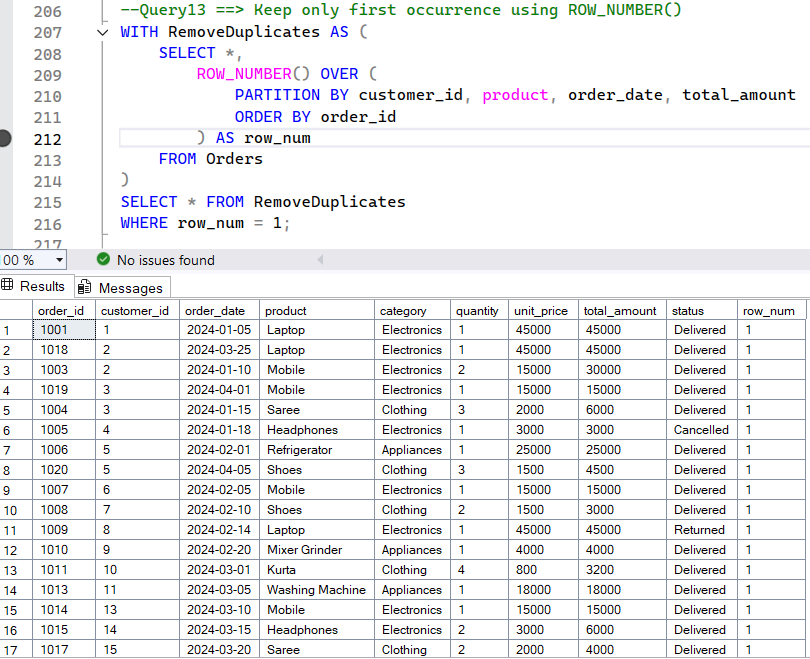 206 --Query13 ==> Keep only first occurrence using ROW_NUMBER()
207 WITH RemoveDuplicates AS (
208 SELECT *,
209 ROW_NUMBER() OVER (
210 PARTITION BY customer_id, product, order_date, total_amount
211 ORDER BY order_id
212 ) AS row_num
213 FROM Orders
214 )
215 SELECT * FROM RemoveDuplicates
216 WHERE row_num = 1;
217
00 % No issues found
Results Messages
order_id customer_id order_date product category quantity unit_price total_amount status row_num
1 1001 1 2024-01-05 Laptop Electronics 1 45000 45000 Delivered 1
2 1018 2 2024-03-25 Laptop Electronics 1 45000 45000 Delivered 1
3 1003 2 2024-01-10 Mobile Electronics 2 15000 30000 Delivered 1
4 1019 3 2024-04-01 Mobile Electronics 1 15000 15000 Delivered 1
5 1004 3 2024-01-15 Saree Clothing 3 2000 6000 Delivered 1
6 1005 4 2024-01-18 Headphones Electronics 1 3000 3000 Cancelled 1
7 1006 5 2024-02-01 Refrigerator Appliances 1 25000 25000 Delivered 1
8 1020 5 2024-04-05 Shoes Clothing 3 1500 4500 Delivered 1
9 1007 6 2024-02-05 Mobile Electronics 1 15000 15000 Delivered 1
10 1008 7 2024-02-10 Shoes Clothing 2 1500 3000 Delivered 1
11 1009 8 2024-02-14 Laptop Electronics 1 45000 45000 Returned 1
12 1010 9 2024-02-20 Mixer Grinder Appliances 1 4000 4000 Delivered 1
13 1011 10 2024-03-01 Kurta Clothing 4 800 3200 Delivered 1
14 1013 11 2024-03-05 Washing Machine Appliances 1 18000 18000 Delivered 1
15 1014 13 2024-03-10 Mobile Electronics 1 15000 15000 Delivered 1
16 1015 14 2024-03-15 Headphones Electronics 2 3000 6000 Delivered 1
17 1017 15 2024-03-20 Saree Clothing 2 2000 4000 Delivered 1